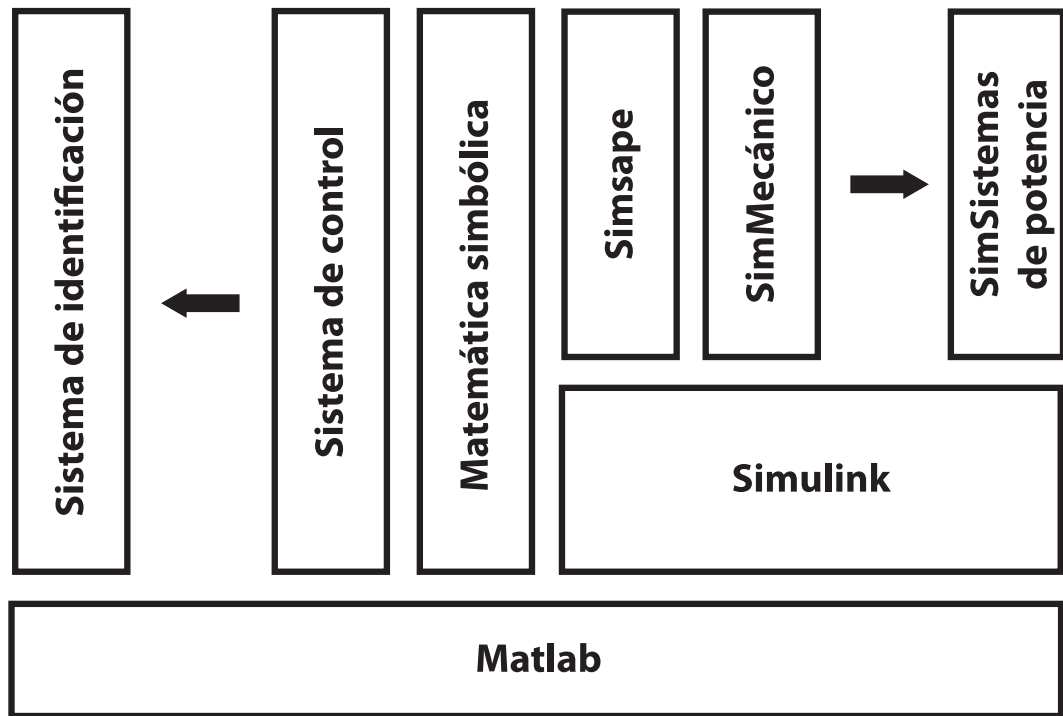 Sistema de identificación
Sistema de control
Matemática simbólica
Simsape
SimMecánico
SimSistemas
de potencia
Simulink
Matlab